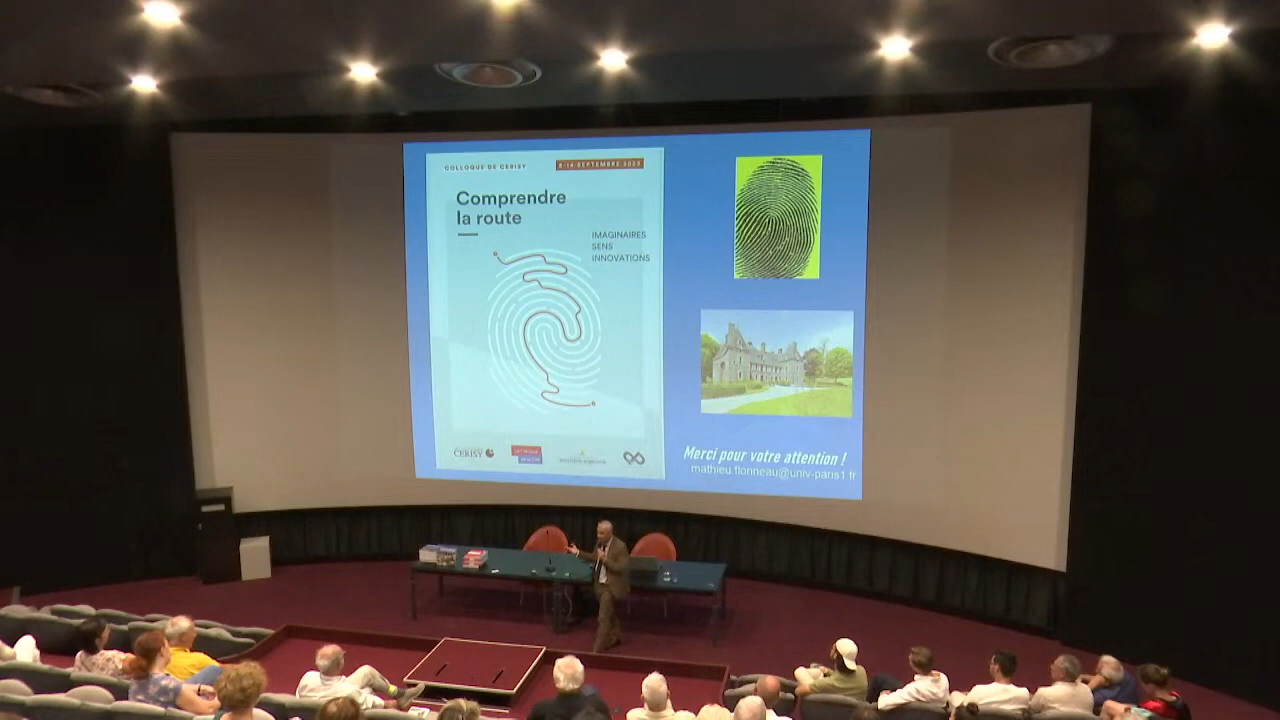 COLLOQUE DE CERISY
8-14 SEPTEMBRE 2023
Comprendre
la route
IMAGINAIRES
SENS
INNOVATIONS
CERISY
Merci pour votre attention !
mathieu.flonneau@univ-paris1.fr